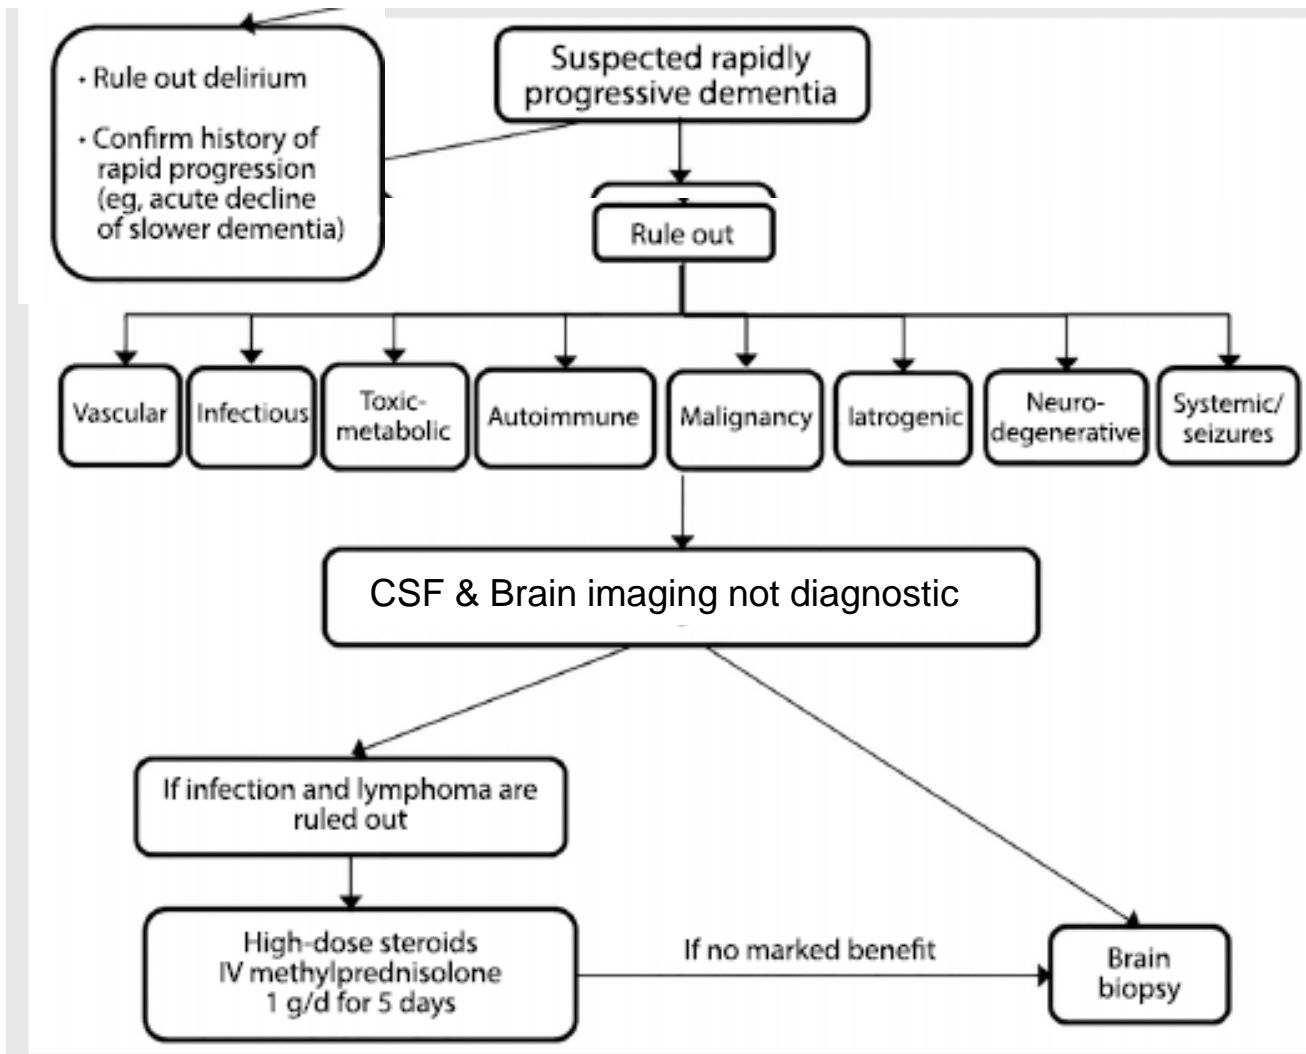 Suspected rapidly
progressive dementia
• Rule out delirium
• Confirm history of
rapid progression
(eg, acute decline
of slower dementia)
Rule out
Vascular
Infectious
Toxic-
metabolic
Autoimmune
Malignancy
Iatrogenic
Neuro-
degenerative
Systemic/
seizures
CSF & Brain imaging not diagnostic
If infection and lymphoma are
ruled out
High-dose steroids
IV methylprednisolone
1 g/d for 5 days
If no marked benefit
Brain
biopsy